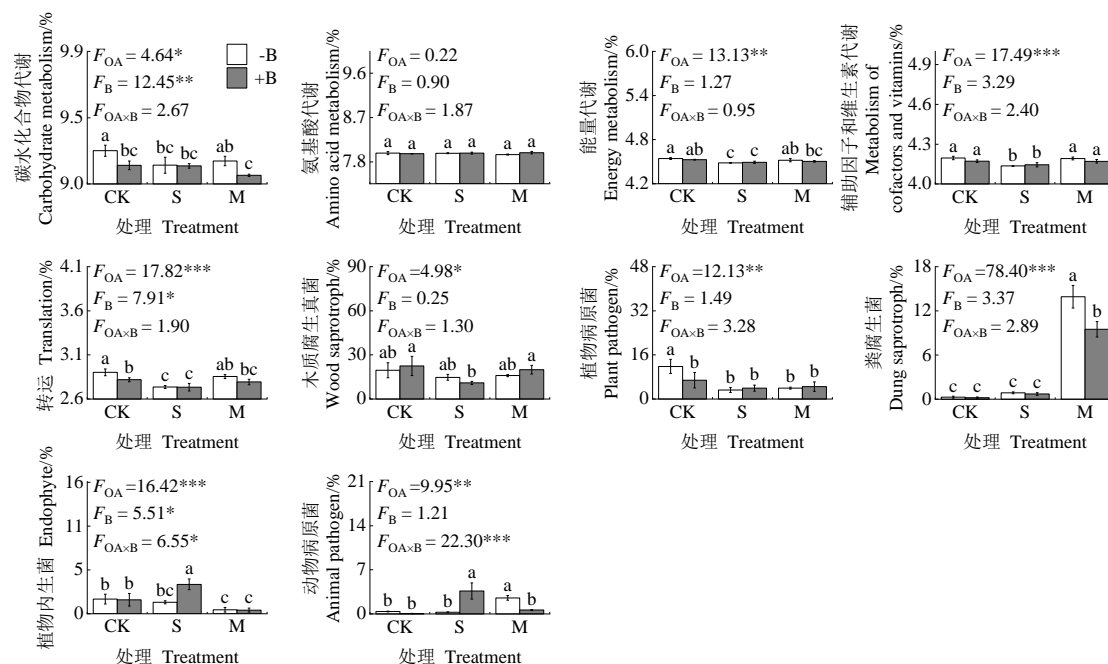 碳水化合物代谢
Carbohydrate metabolism/%
9.9
9.5
9.0
F_OA = 4.64*
F_B = 12.45**
F_OA×B = 2.67
-B
+B
a bc bc bc ab c
CK S M
处理 Treatment
氨基酸代谢
Amino acid metabolism/%
9.6
8.7
7.8
F_OA = 0.22
F_B = 0.90
F_OA×B = 1.87
a a a a a a
CK S M
处理 Treatment
能量代谢
Energy metabolism/%
6.0
5.4
4.8
4.2
F_OA = 13.13**
F_B = 1.27
F_OA×B = 0.95
a ab c c ab bc
CK S M
处理 Treatment
辅助因子和维生素代谢
Metabolism of
cofactors and vitamins/%
4.9
4.6
4.3
4.0
F_OA = 17.49***
F_B = 3.29
F_OA×B = 2.40
a a b b a a
CK S M
处理 Treatment
转运 Translation/%
4.1
3.6
3.1
2.6
F_OA = 17.82***
F_B = 7.91*
F_OA×B = 1.90
a b c c ab b
CK S M
处理 Treatment
木质腐生真菌
Wood saprotroph/%
90
60
30
0
F_OA =4.98*
F_B = 0.25
F_OA×B = 1.30
ab a ab b ab a
CK S M
处理 Treatment
植物病原菌
Plant pathogen/%
48
32
16
0
F_OA =12.13**
F_B = 1.49
F_OA×B = 3.28
a b b b b b
CK S M
处理 Treatment
粪腐生菌
Dung saprotroph/%
18
12
6
0
F_OA =78.40***
F_B = 3.37
F_OA×B = 2.89
c c c c a b
CK S M
处理 Treatment
植物内生菌 Endophyte/%
16
11
5
0
F_OA =16.42***
F_B = 5.51*
F_OA×B = 6.55*
b b bc a c c
CK S M
处理 Treatment
动物病原菌
Animal pathogen/%
21
14
7
0
F_OA =9.95**
F_B = 1.21
F_OA×B = 22.30***
b b b a a b
CK S M
处理 Treatment